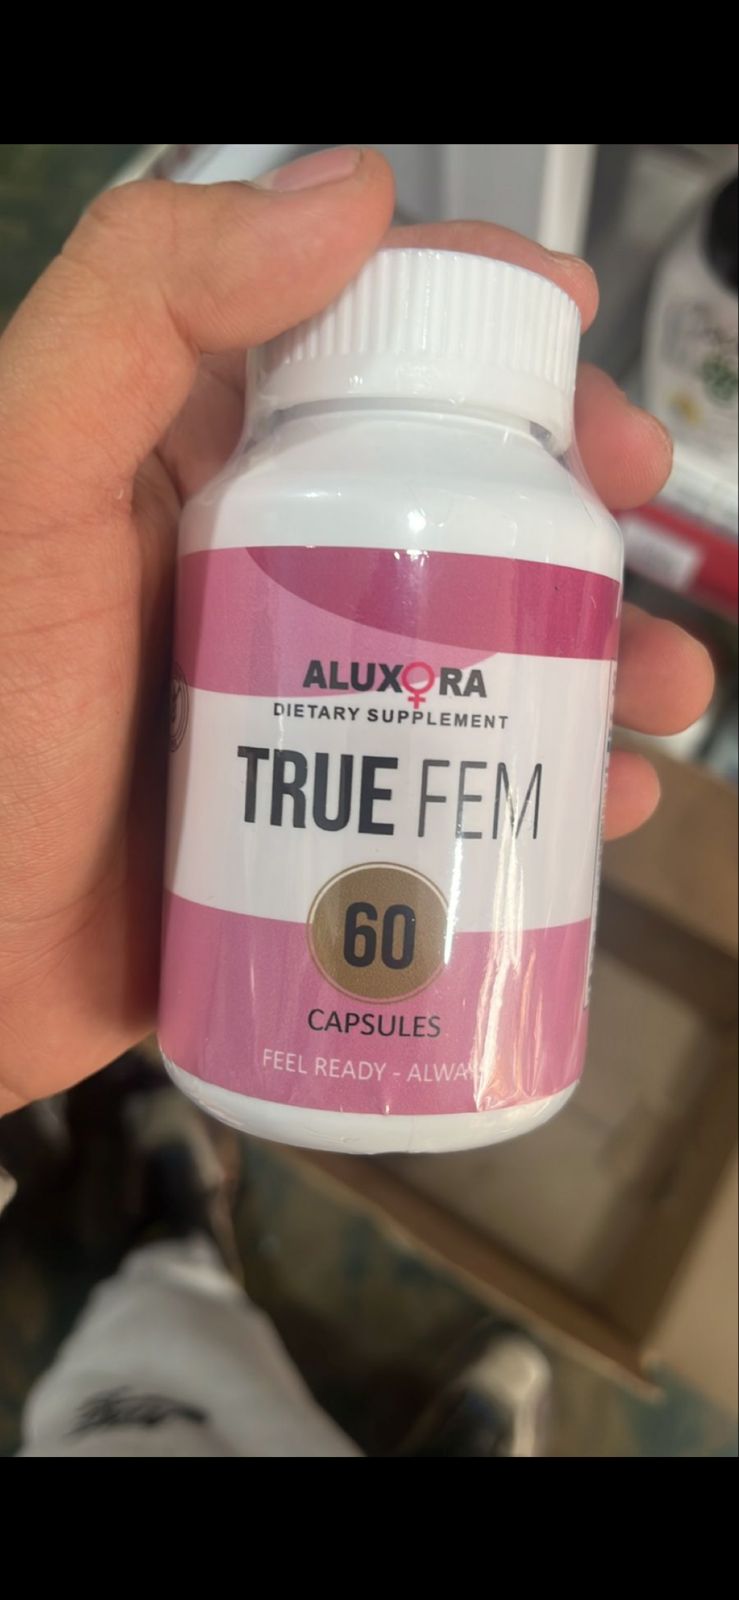 ALUXORA
DIETARY SUPPLEMENT
TRUE FEM
60
CAPSULES
FEEL READY -